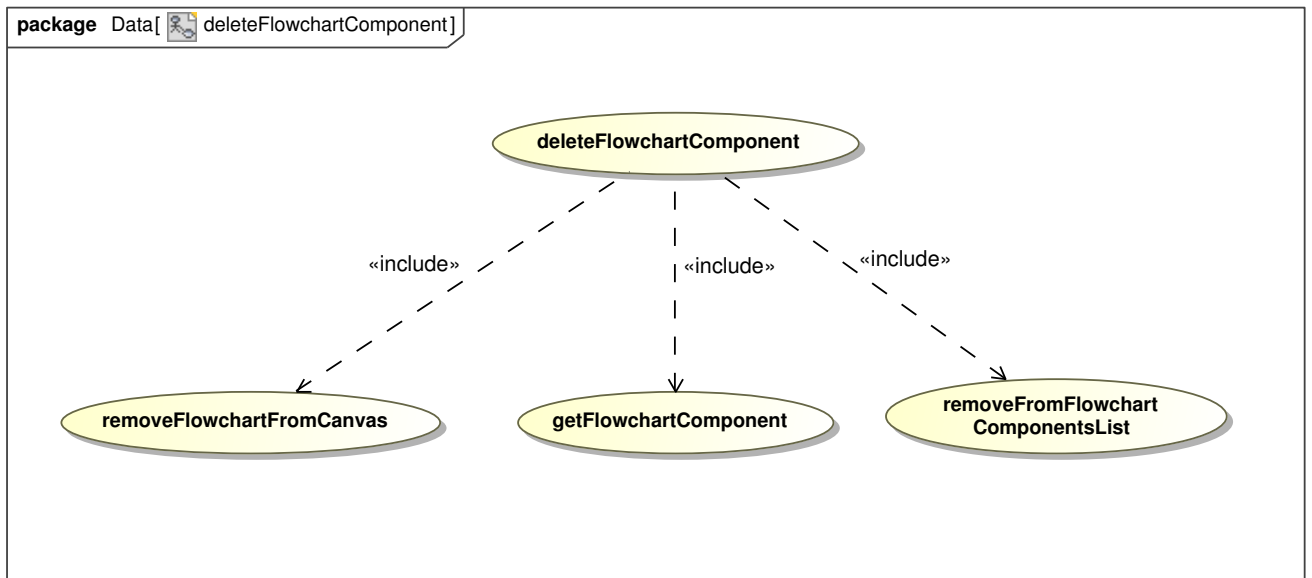 package Data[ deleteFlowchartComponent]
deleteFlowchartComponent
«include»
«include»
«include»
removeFlowchartFromCanvas
getFlowchartComponent
removeFromFlowchart
ComponentsList